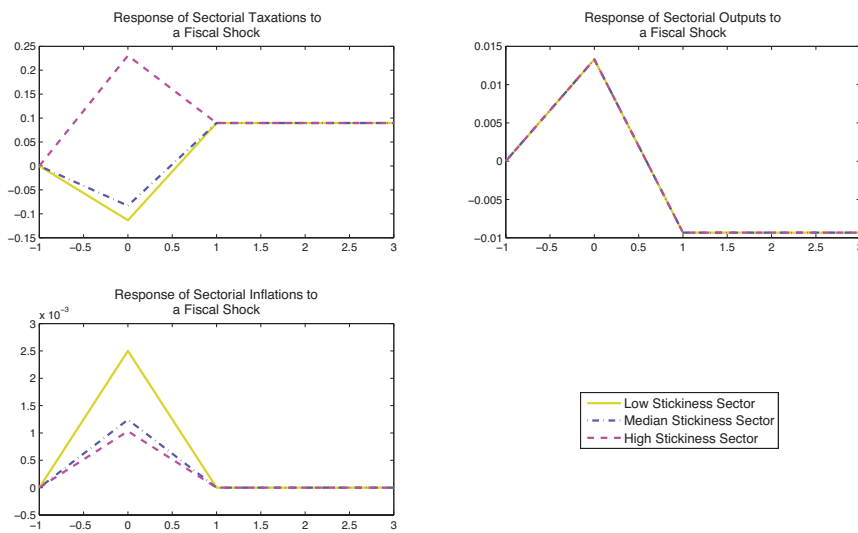 Response of Sectorial Taxations to
a Fiscal Shock
0.25
0.2
0.15
0.1
0.05
0
−0.05
−0.1
−0.15
−1 −0.5 0 0.5 1 1.5 2 2.5 3
Response of Sectorial Outputs to
a Fiscal Shock
0.015
0.01
0.005
0
−0.005
−0.01
−1 −0.5 0 0.5 1 1.5 2 2.5 3
Response of Sectorial Inflations to
a Fiscal Shock
x 10−3
3
2.5
2
1.5
1
0.5
0
−0.5
−1 −0.5 0 0.5 1 1.5 2 2.5 3
Low Stickiness Sector
Median Stickiness Sector
High Stickiness Sector